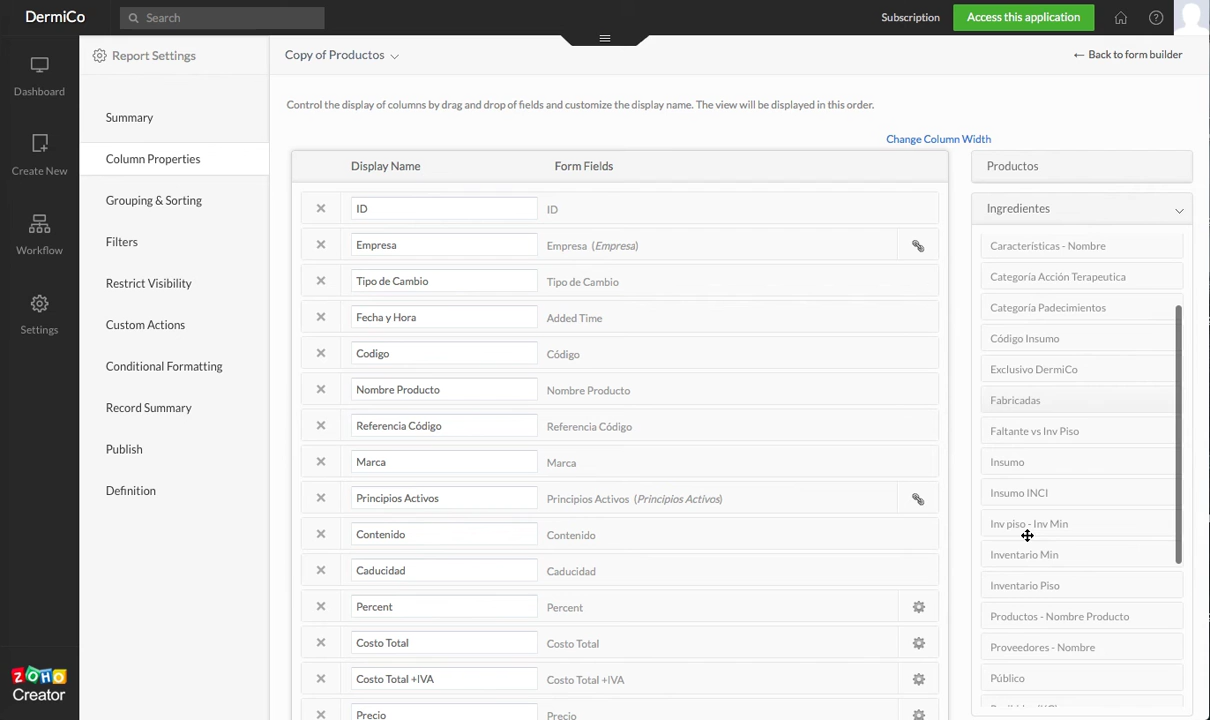 DermiCo
Search
Subscription
Access this application
Dashboard
Create New
Workflow
Settings
ZOHO
Creator
Report Settings
Summary
Column Properties
Grouping & Sorting
Filters
Restrict Visibility
Custom Actions
Conditional Formatting
Record Summary
Publish
Definition
Copy of Productos
← Back to form builder
Control the display of columns by drag and drop of fields and customize the display name. The view will be displayed in this order.
Change Column Width
Display Name Form Fields
ID ID
Empresa Empresa (Empresa)
Tipo de Cambio Tipo de Cambio
Fecha y Hora Added Time
Codigo Código
Nombre Producto Nombre Producto
Referencia Código Referencia Código
Marca Marca
Principios Activos Principios Activos (Principios Activos)
Contenido Contenido
Caducidad Caducidad
Percent Percent
Costo Total Costo Total
Costo Total +IVA Costo Total +IVA
Precio Precio
Productos
Ingredientes
Características - Nombre
Categoría Acción Terapeutica
Categoría Padecimientos
Código Insumo
Exclusivo DermiCo
Fabricadas
Faltante vs Inv Piso
Insumo
Insumo INCI
Inv piso - Inv Min
Inventario Min
Inventario Piso
Productos - Nombre Producto
Proveedores - Nombre
Público